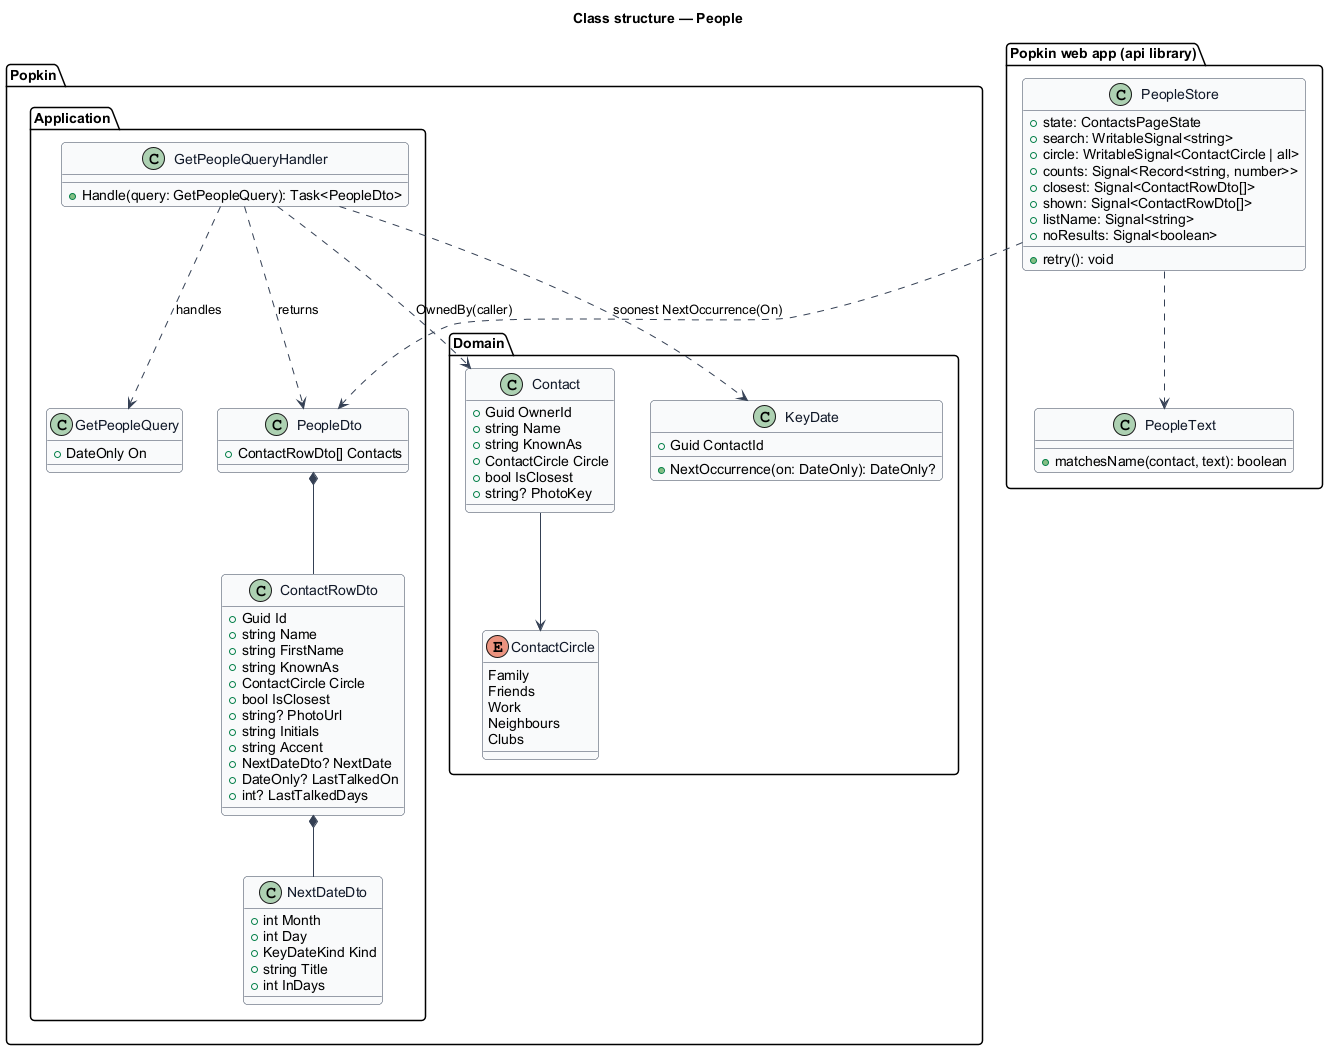 Class structure — People
Popkin
Application
GetPeopleQueryHandler
Handle(query: GetPeopleQuery): Task<PeopleDto>
Popkin web app (api library)
PeopleStore
state: ContactsPageState
search: WritableSignal<string>
circle: WritableSignal<ContactCircle | all>
counts: Signal<Record<string, number>>
closest: Signal<ContactRowDto[]>
shown: Signal<ContactRowDto[]>
listName: Signal<string>
noResults: Signal<boolean>
retry(): void
handles
returns
OwnedBy(caller)
soonest NextOccurrence(On)
GetPeopleQuery
DateOnly On
PeopleDto
ContactRowDto[] Contacts
Domain
Contact
Guid OwnerId
string Name
string KnownAs
ContactCircle Circle
bool IsClosest
string? PhotoKey
KeyDate
Guid ContactId
NextOccurrence(on: DateOnly): DateOnly?
PeopleText
matchesName(contact, text): boolean
ContactRowDto
Guid Id
string Name
string FirstName
string KnownAs
ContactCircle Circle
bool IsClosest
string? PhotoUrl
string Initials
string Accent
NextDateDto? NextDate
DateOnly? LastTalkedOn
int? LastTalkedDays
ContactCircle
Family
Friends
Work
Neighbours
Clubs
NextDateDto
int Month
int Day
KeyDateKind Kind
string Title
int InDays
C
C
C
C
C
C
C
C
E
C